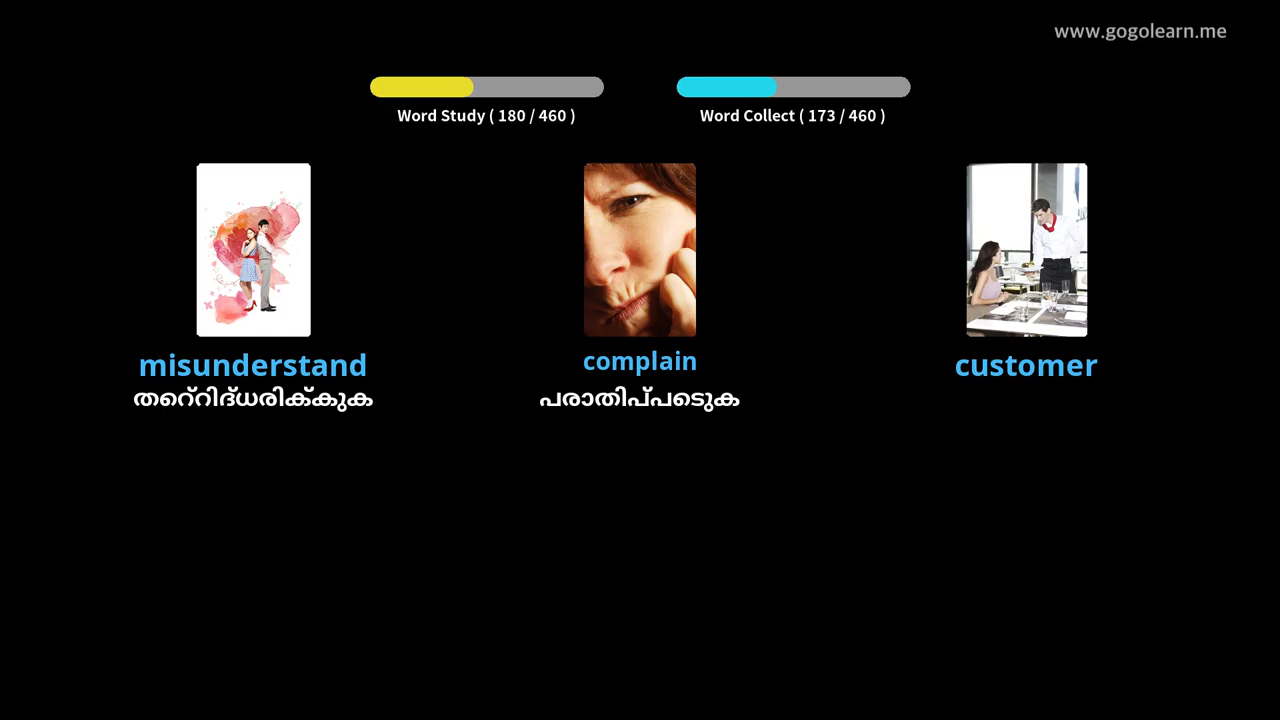 www.gogolearn.me
Word Study ( 180 / 460 )
Word Collect ( 173 / 460 )
misunderstand
complain
customer
തെറ്റിദ്ധരിക്കുക
പരാതിപ്പെടുക